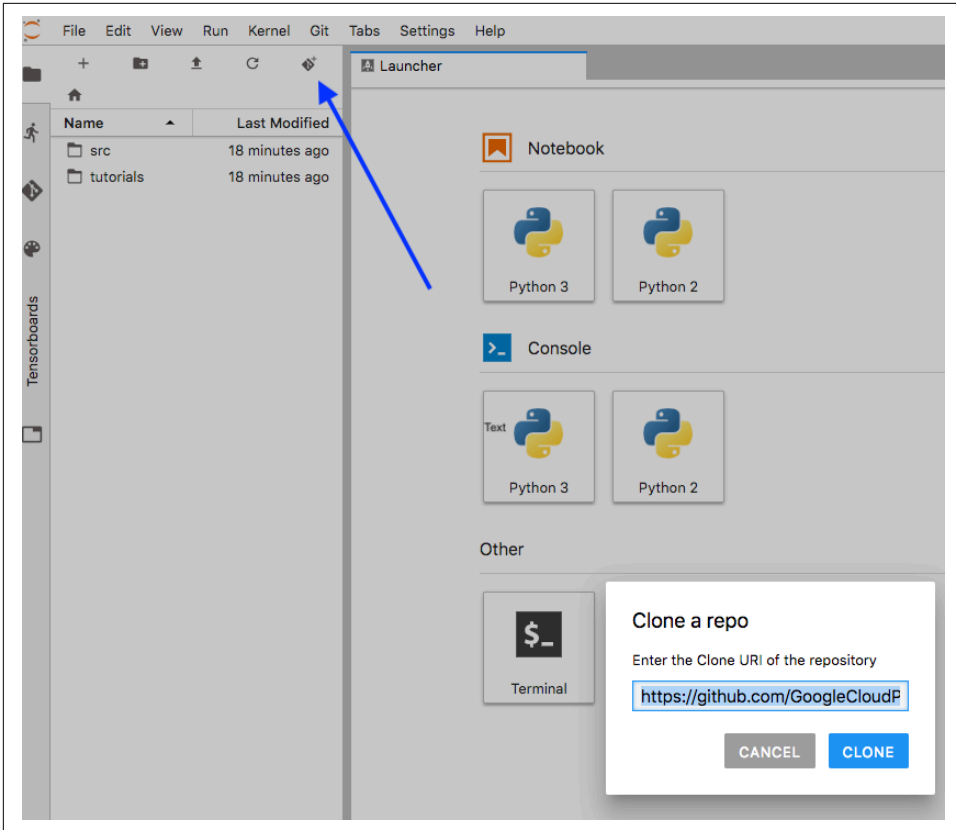 File Edit View Run Kernel Git Tabs Settings Help
Launcher
Name Last Modified
src 18 minutes ago
tutorials 18 minutes ago
Tensorboards
Notebook
Python 3 Python 2
>_ Console
Text
Python 3 Python 2
Other
$_
Terminal
Clone a repo
Enter the Clone URI of the repository
https://github.com/GoogleCloudP
CANCEL CLONE